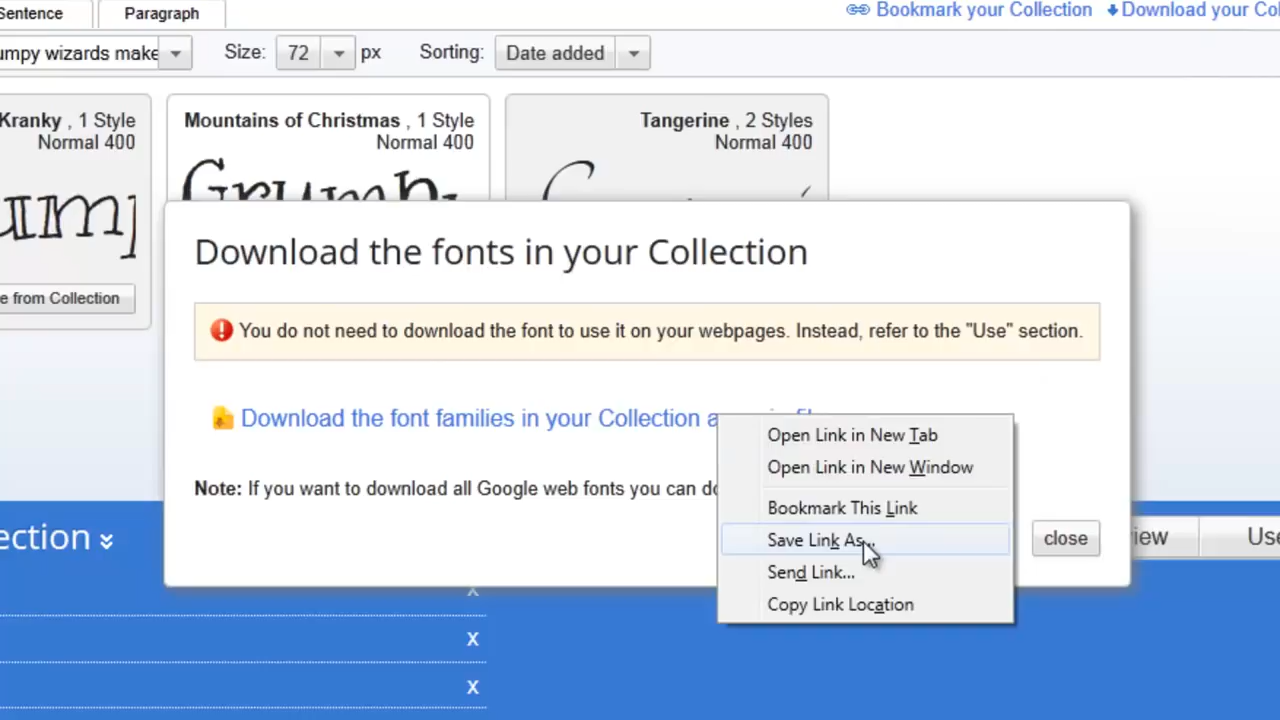 Sentence
Paragraph
Bookmark your Collection
Download your Co
umpy wizards make
Size: 72 px
Sorting: Date added
Kranky , 1 Style
Normal 400
Mountains of Christmas , 1 Style
Normal 400
Tangerine , 2 Styles
Normal 400
Grumpy
e from Collection
Download the fonts in your Collection
You do not need to download the font to use it on your webpages. Instead, refer to the "Use" section.
Download the font families in your Collection a
Note: If you want to download all Google web fonts you can do
Open Link in New Tab
Open Link in New Window
Bookmark This Link
Save Link As...
Send Link...
Copy Link Location
close
ection
iew
Use
x
x
x